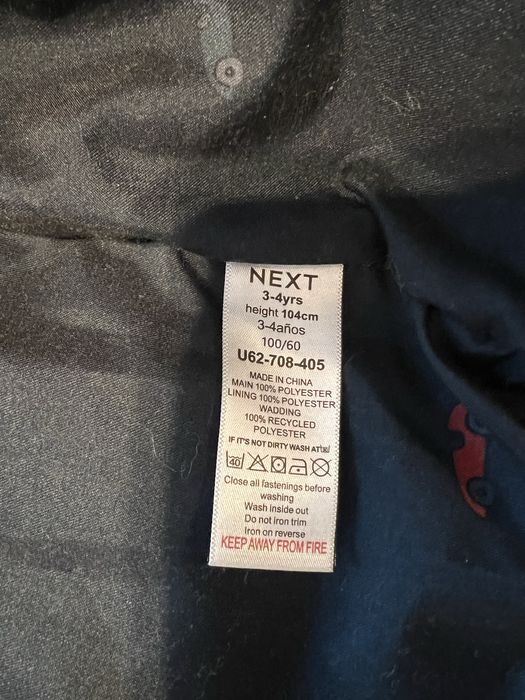 NEXT
3-4yrs
height 104cm
3-4años
100/60
U62-708-405
MADE IN CHINA
MAIN 100% POLYESTER
LINING 100% POLYESTER
WADDING
100% RECYCLED
POLYESTER
IF IT'S NOT DIRTY WASH AT
40
Close all fastenings before
washing
Wash inside out
Do not iron trim
Iron on reverse
KEEP AWAY FROM FIRE